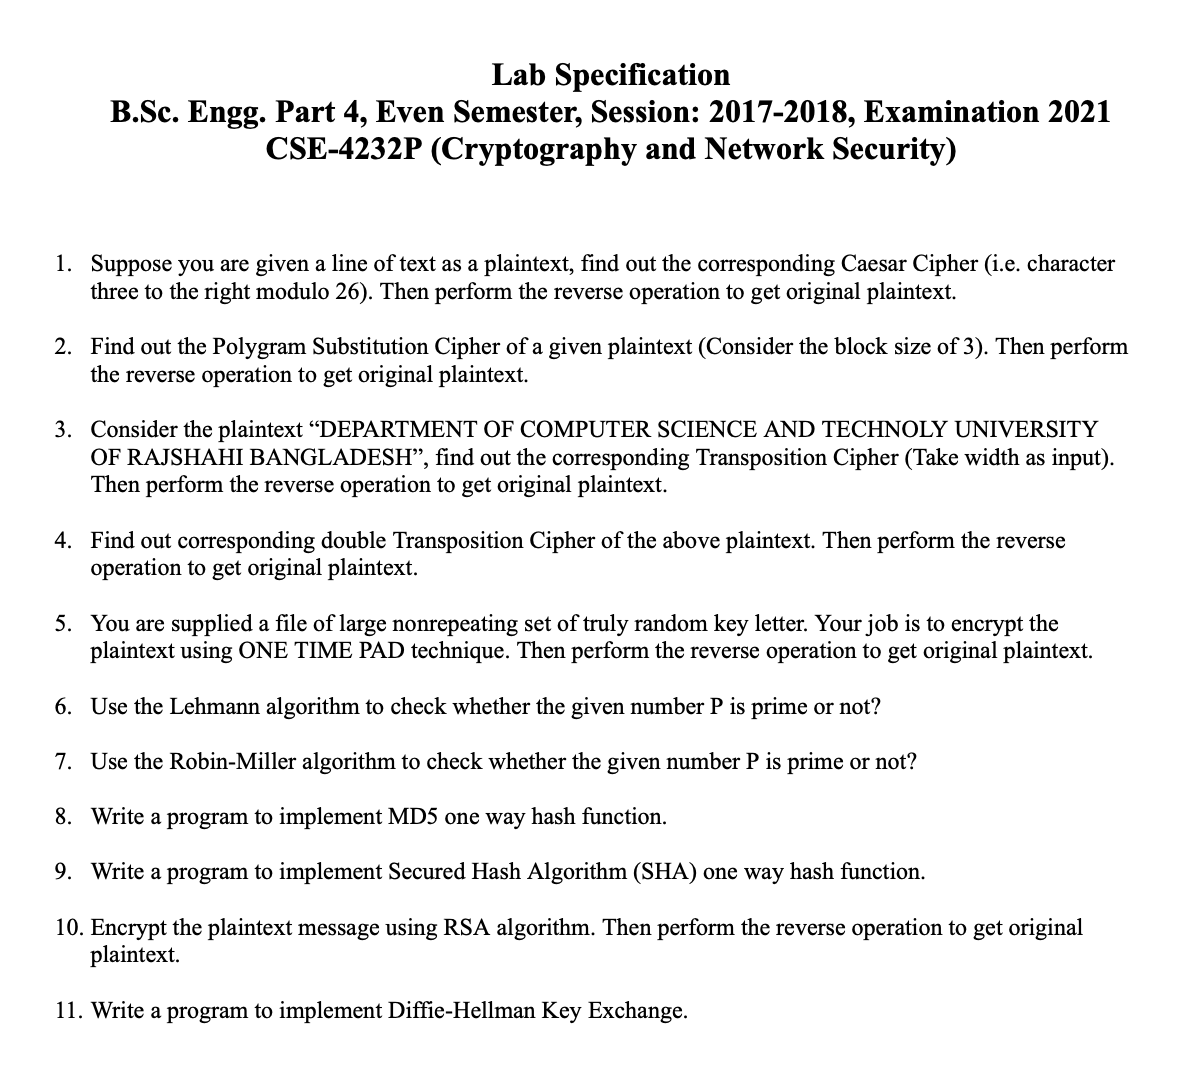 Lab Specification
B.Sc. Engg. Part 4, Even Semester, Session: 2017-2018, Examination 2021
CSE-4232P (Cryptography and Network Security)
1. Suppose you are given a line of text as a plaintext, find out the corresponding Caesar Cipher (i.e. character
three to the right modulo 26). Then perform the reverse operation to get original plaintext.
2. Find out the Polygram Substitution Cipher of a given plaintext (Consider the block size of 3). Then perform
the reverse operation to get original plaintext.
3. Consider the plaintext “DEPARTMENT OF COMPUTER SCIENCE AND TECHNOLY UNIVERSITY
OF RAJSHAHI BANGLADESH”, find out the corresponding Transposition Cipher (Take width as input).
Then perform the reverse operation to get original plaintext.
4. Find out corresponding double Transposition Cipher of the above plaintext. Then perform the reverse
operation to get original plaintext.
5. You are supplied a file of large nonrepeating set of truly random key letter. Your job is to encrypt the
plaintext using ONE TIME PAD technique. Then perform the reverse operation to get original plaintext.
6. Use the Lehmann algorithm to check whether the given number P is prime or not?
7. Use the Robin-Miller algorithm to check whether the given number P is prime or not?
8. Write a program to implement MD5 one way hash function.
9. Write a program to implement Secured Hash Algorithm (SHA) one way hash function.
10. Encrypt the plaintext message using RSA algorithm. Then perform the reverse operation to get original
plaintext.
11. Write a program to implement Diffie-Hellman Key Exchange.